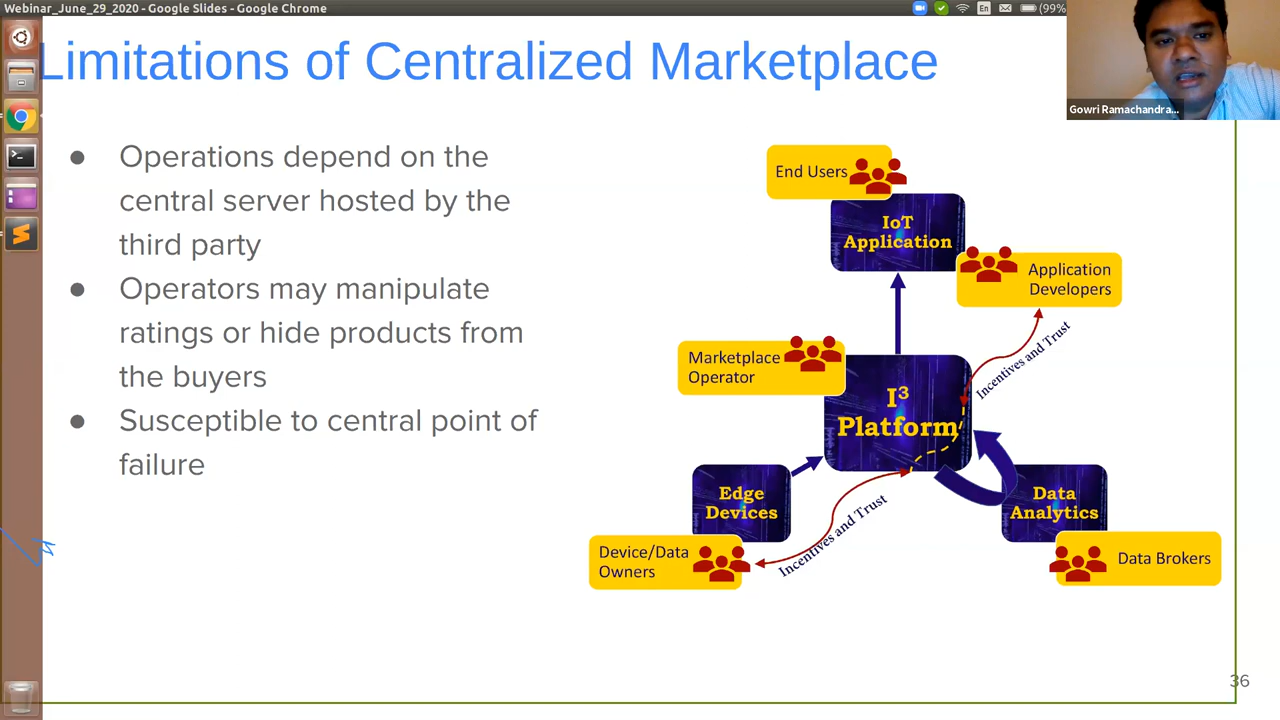 Webinar_June_29_2020 - Google Slides - Google Chrome
En
(99%
Limitations of Centralized Marketplace
Gowri Ramachandra...
● Operations depend on the
central server hosted by the
third party
● Operators may manipulate
ratings or hide products from
the buyers
● Susceptible to central point of
failure
End Users
IoT
Application
Application
Developers
Incentives and Trust
Marketplace
Operator
I³
Platform
Edge
Devices
Data
Analytics
Incentives and Trust
Device/Data
Owners
Data Brokers
36